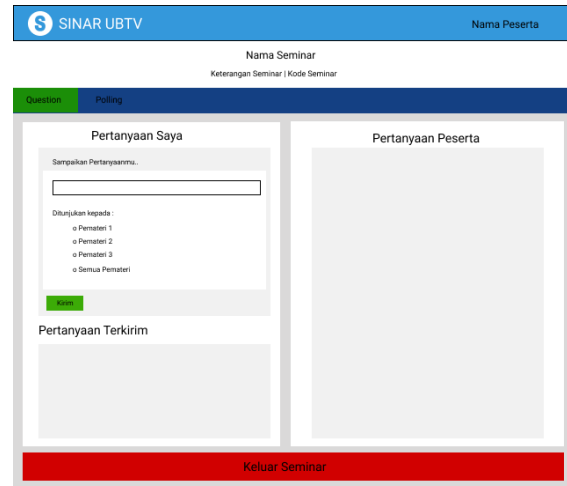 S SINAR UBTV
Nama Peserta
Nama Seminar
Keterangan Seminar | Kode Seminar
Question
Polling
Pertanyaan Saya
Sampaikan Pertanyaanmu..
Ditunjukan kepada :
o Pemateri 1
o Pemateri 2
o Pemateri 3
o Semua Pemateri
Kirim
Pertanyaan Terkirim
Pertanyaan Peserta
Keluar Seminar